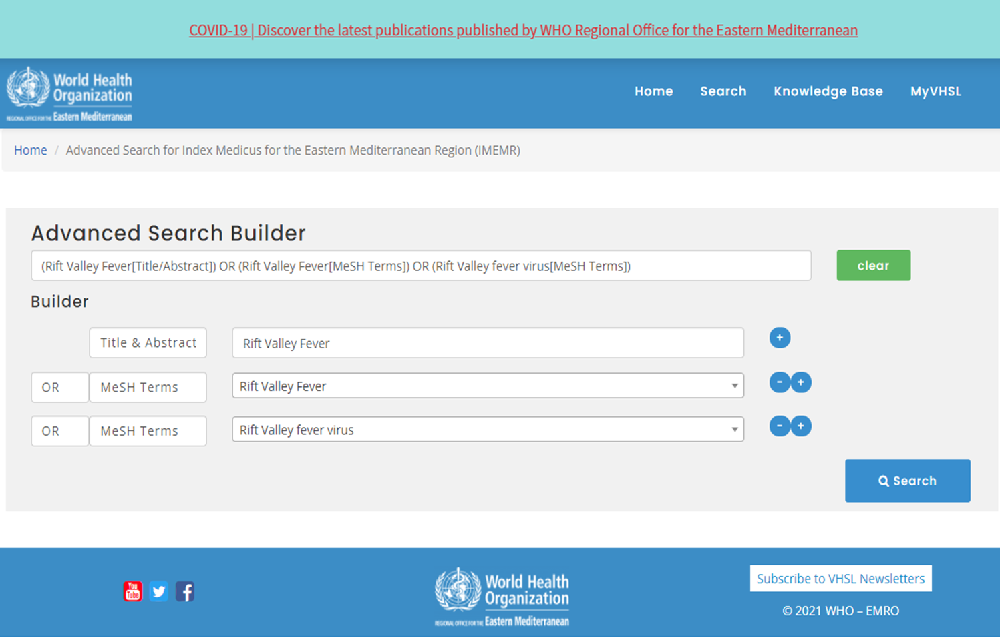 COVID-19 | Discover the latest publications published by WHO Regional Office for the Eastern Mediterranean
World Health
Organization
REGIONAL OFFICE FOR THE Eastern Mediterranean
Home Search Knowledge Base MyVHSL
Home / Advanced Search for Index Medicus for the Eastern Mediterranean Region (IMEMR)
Advanced Search Builder
(Rift Valley Fever[Title/Abstract]) OR (Rift Valley Fever[MeSH Terms]) OR (Rift Valley fever virus[MeSH Terms])
clear
Builder
Title & Abstract Rift Valley Fever +
OR MeSH Terms Rift Valley Fever - +
OR MeSH Terms Rift Valley fever virus - +
Search
You
Tube
World Health
Organization
REGIONAL OFFICE FOR THE Eastern Mediterranean
Subscribe to VHSL Newsletters
© 2021 WHO – EMRO